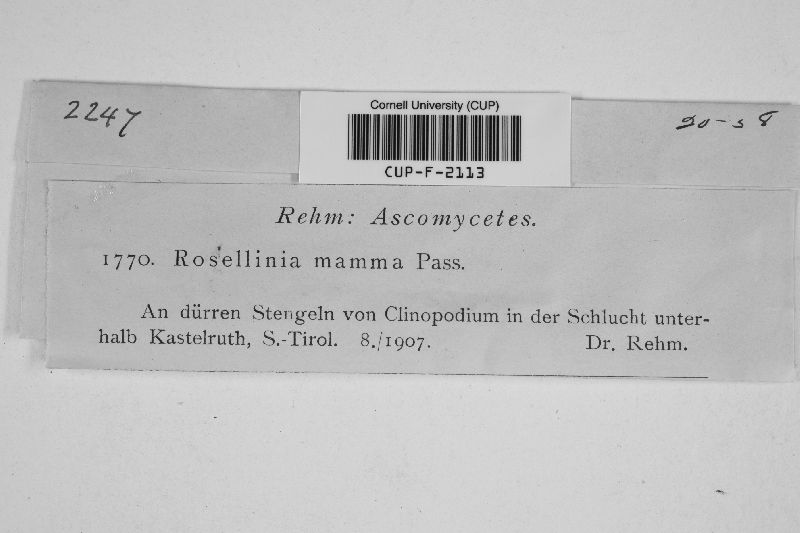 2247
Cornell University (CUP)
CUP-F-2113
Rehm: Ascomycetes.
1770. Rosellinia mamma Pass.
An dürren Stengeln von Clinopodium in der Schlucht unter-
halb Kastelruth, S.-Tirol. 8./1907. Dr. Rehm.